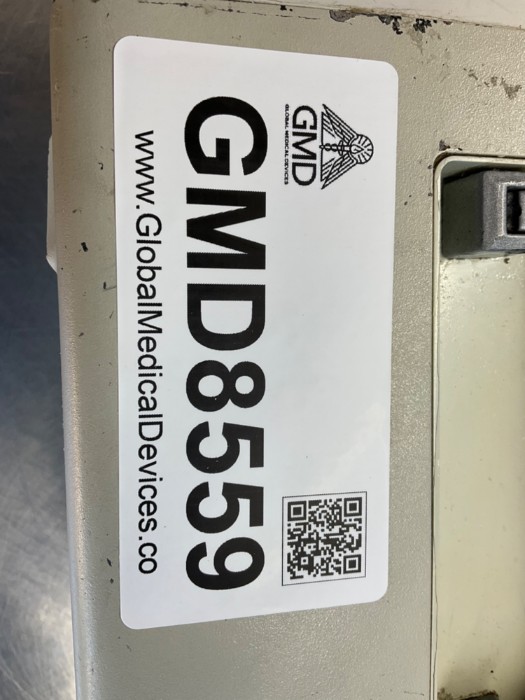 GMD
GLOBAL MEDICAL DEVICES
GMD8559
www.GlobalMedicalDevices.co